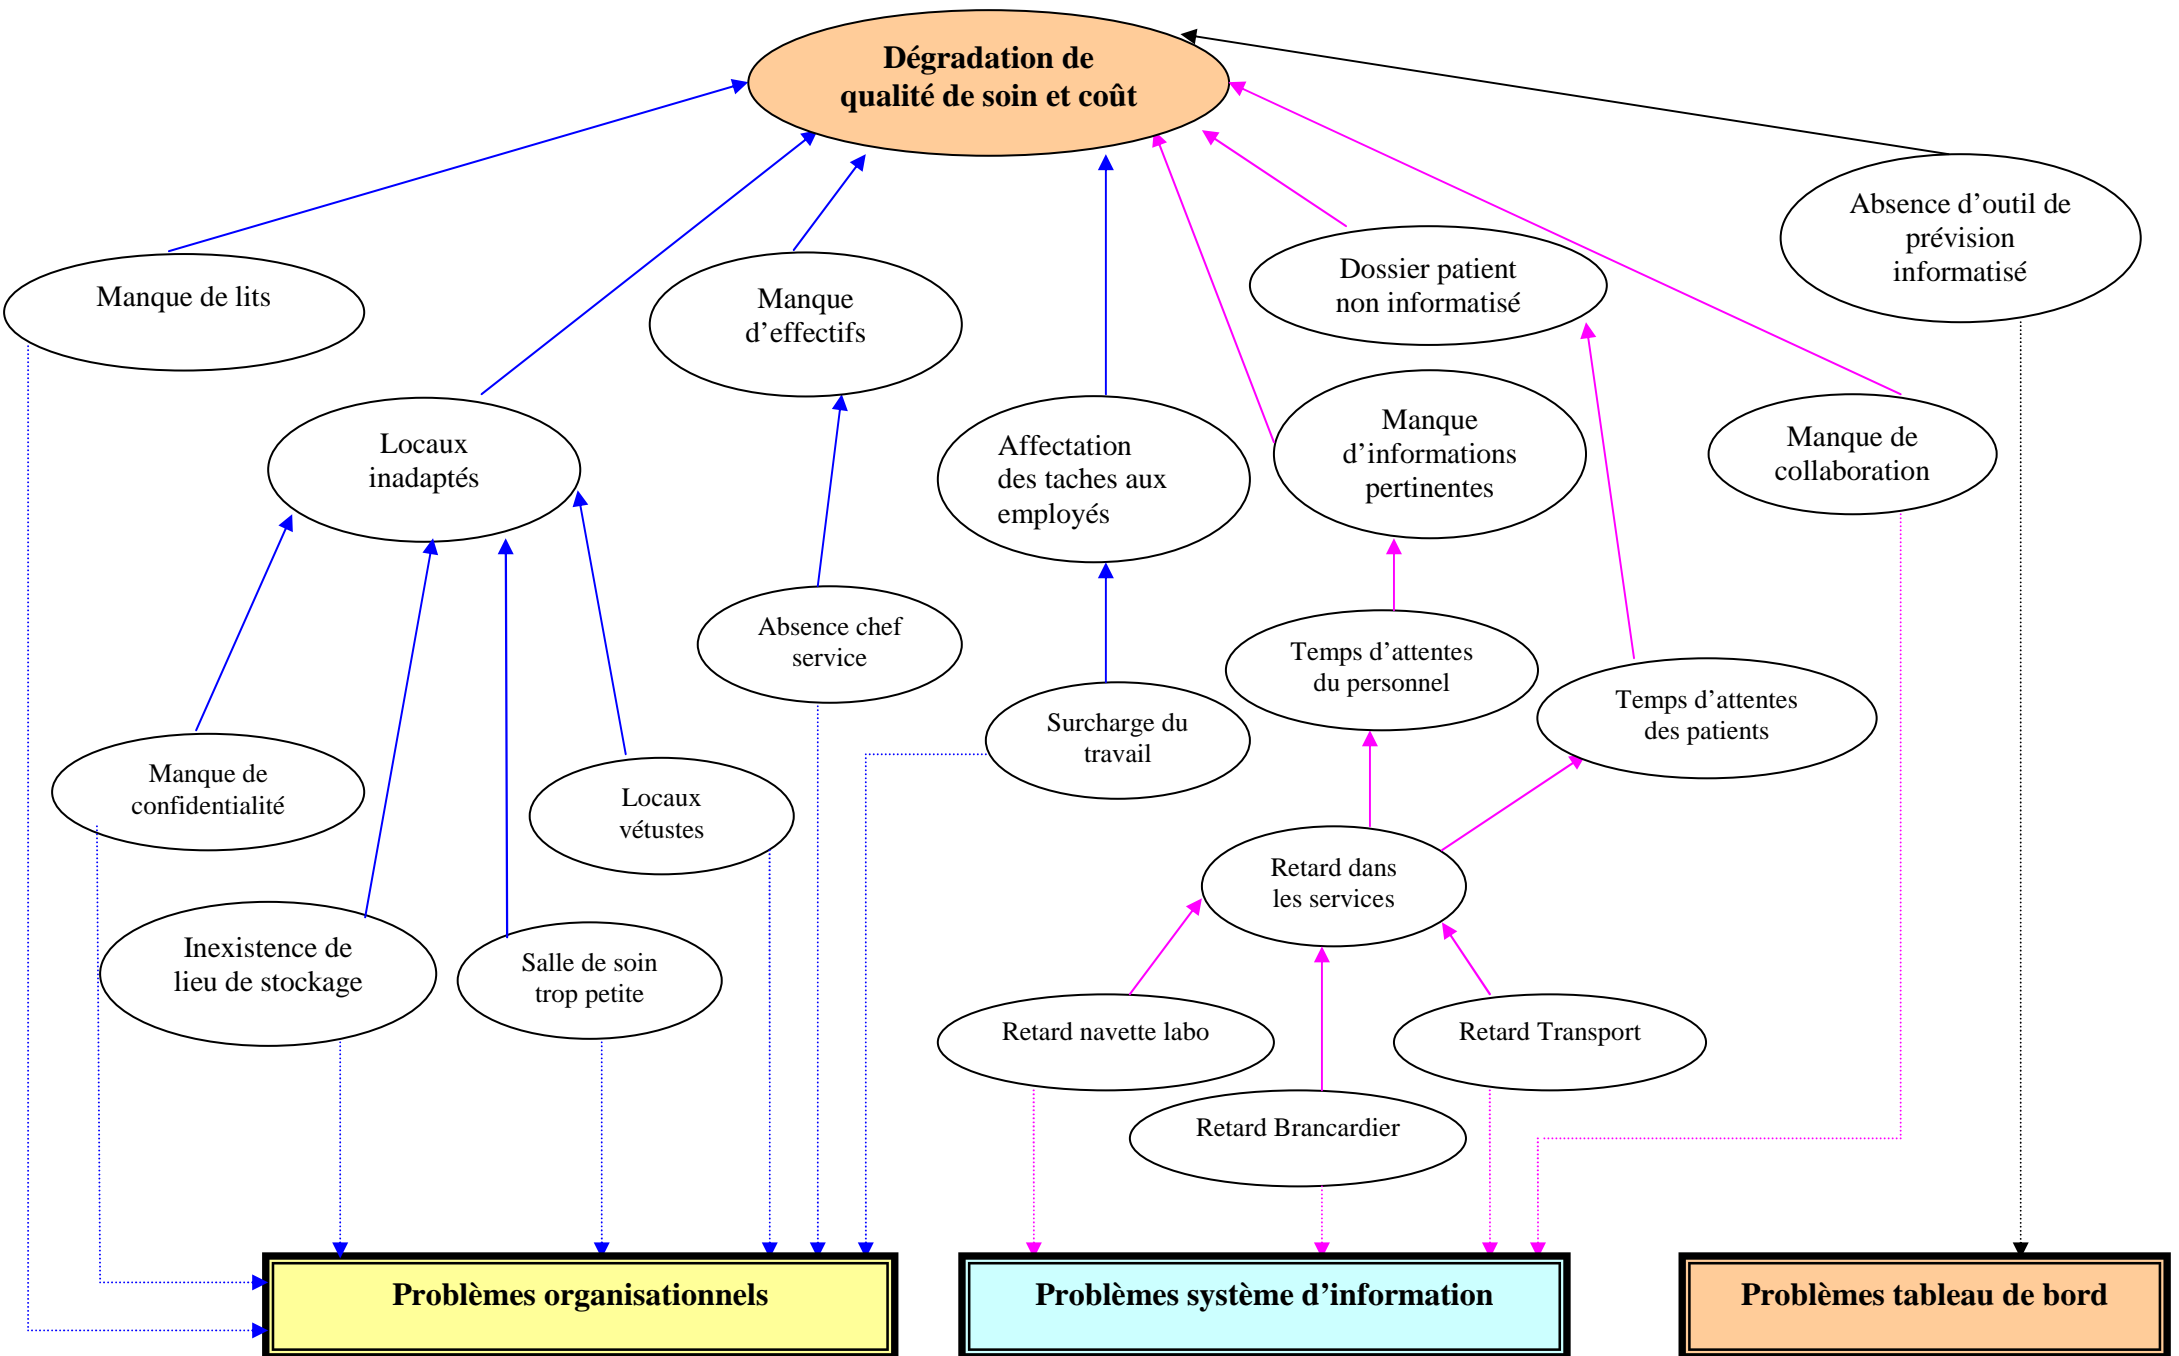 Dégradation de
qualité de soin et coût
Absence d’outil de
prévision
informatisé
Manque de lits
Manque
d’effectifs
Dossier patient
non informatisé
Locaux
inadaptés
Affectation
des taches aux
employés
Manque
d’informations
pertinentes
Manque de
collaboration
Absence chef
service
Temps d’attentes
du personnel
Temps d’attentes
des patients
Surcharge du
travail
Manque de
confidentialité
Locaux
vétustes
Retard dans
les services
Inexistence de
lieu de stockage
Salle de soin
trop petite
Retard navette labo
Retard Transport
Retard Brancardier
Problèmes organisationnels
Problèmes système d’information
Problèmes tableau de bord